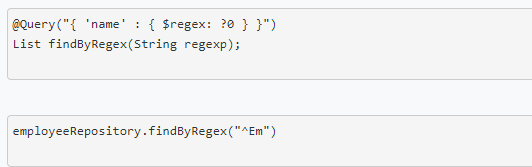 @Query("{ 'name' : { $regex: ?0 } }")
List findByRegex(String regexp);
employeeRepository.findByRegex("^Em")